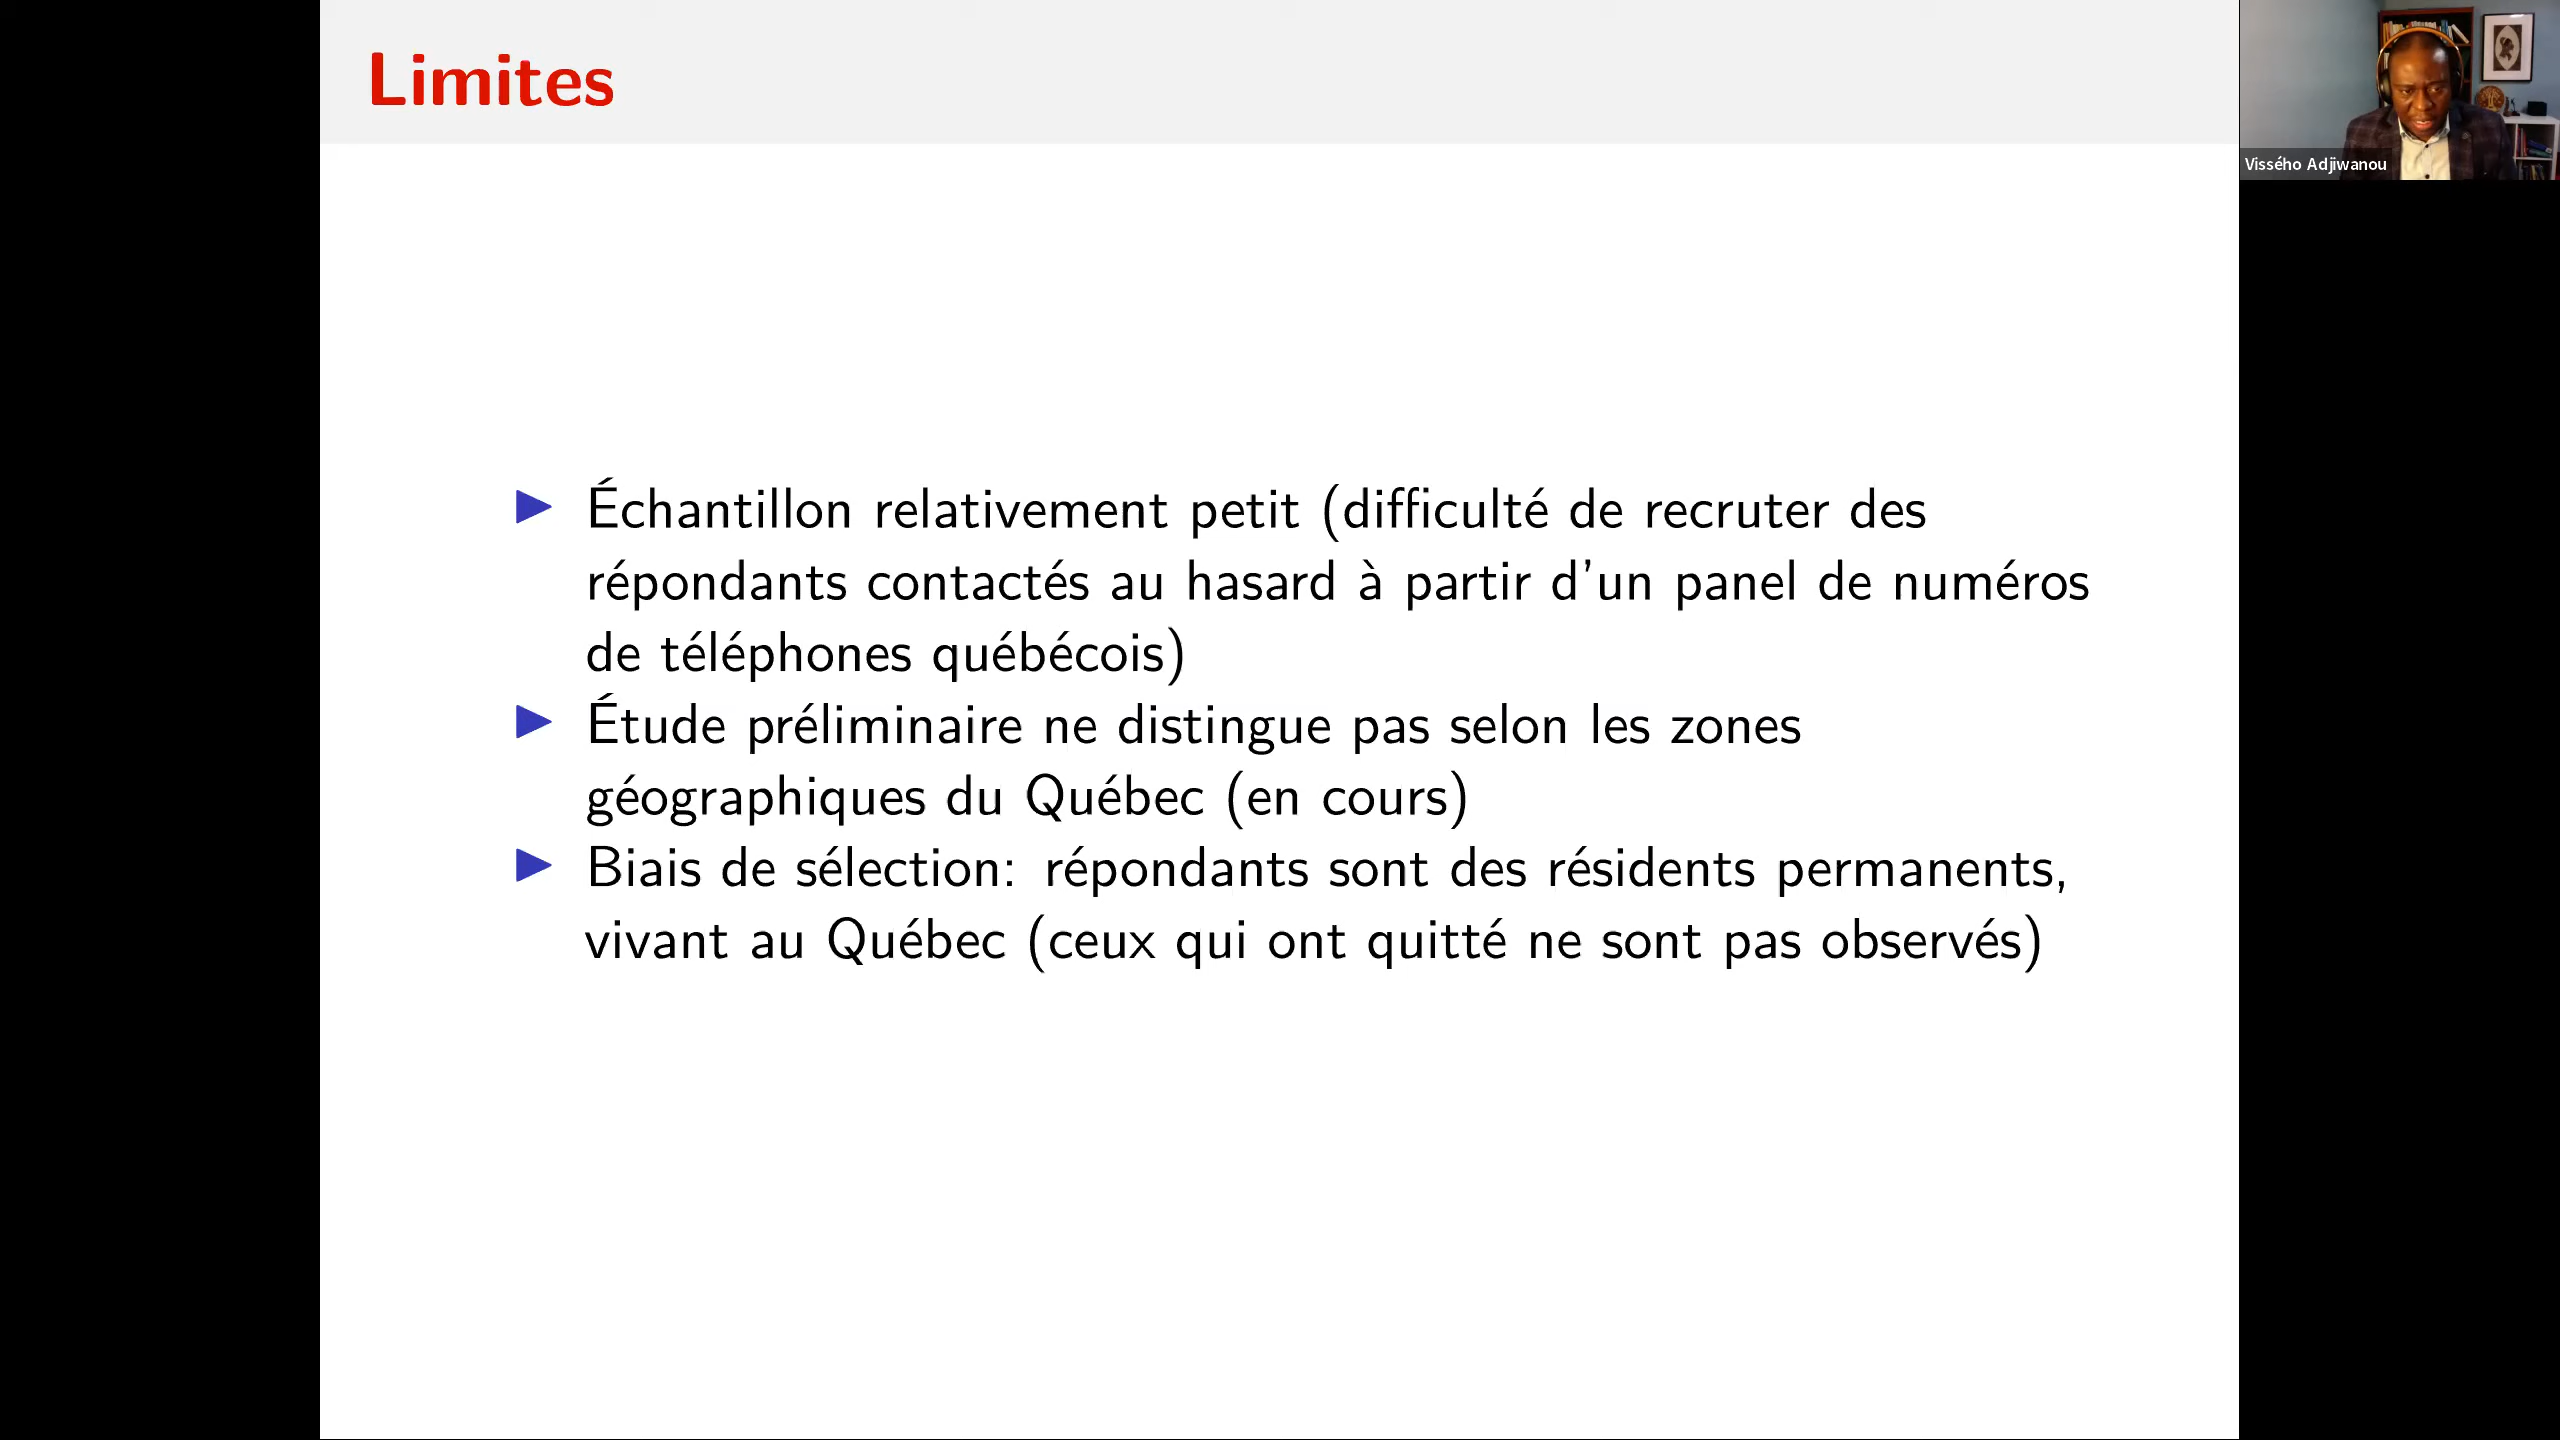 Limites
Vissého Adjiwanou
▶ Échantillon relativement petit (difficulté de recruter des
répondants contactés au hasard à partir d'un panel de numéros
de téléphones québécois)
▶ Étude préliminaire ne distingue pas selon les zones
géographiques du Québec (en cours)
▶ Biais de sélection: répondants sont des résidents permanents,
vivant au Québec (ceux qui ont quitté ne sont pas observés)